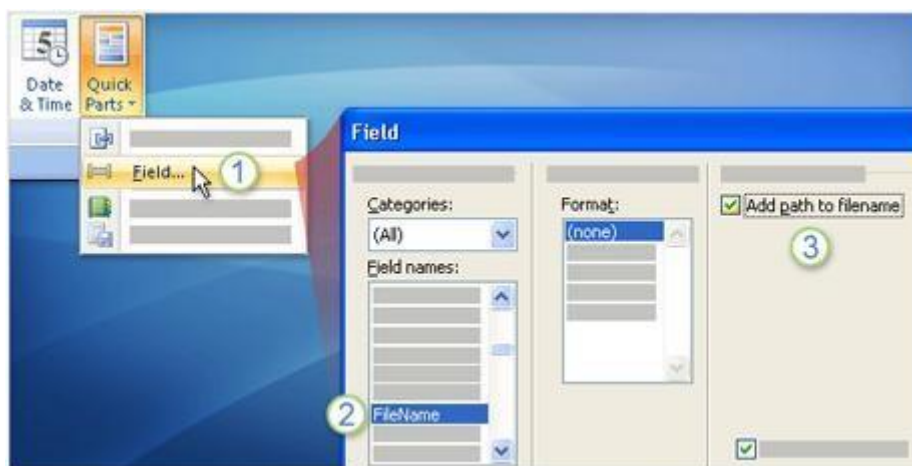 5
Date
& Time
Quick
Parts
Field...
1
Field
Categories:
(All)
Field names:
FileName
2
Format:
(none)
Add path to filename
3